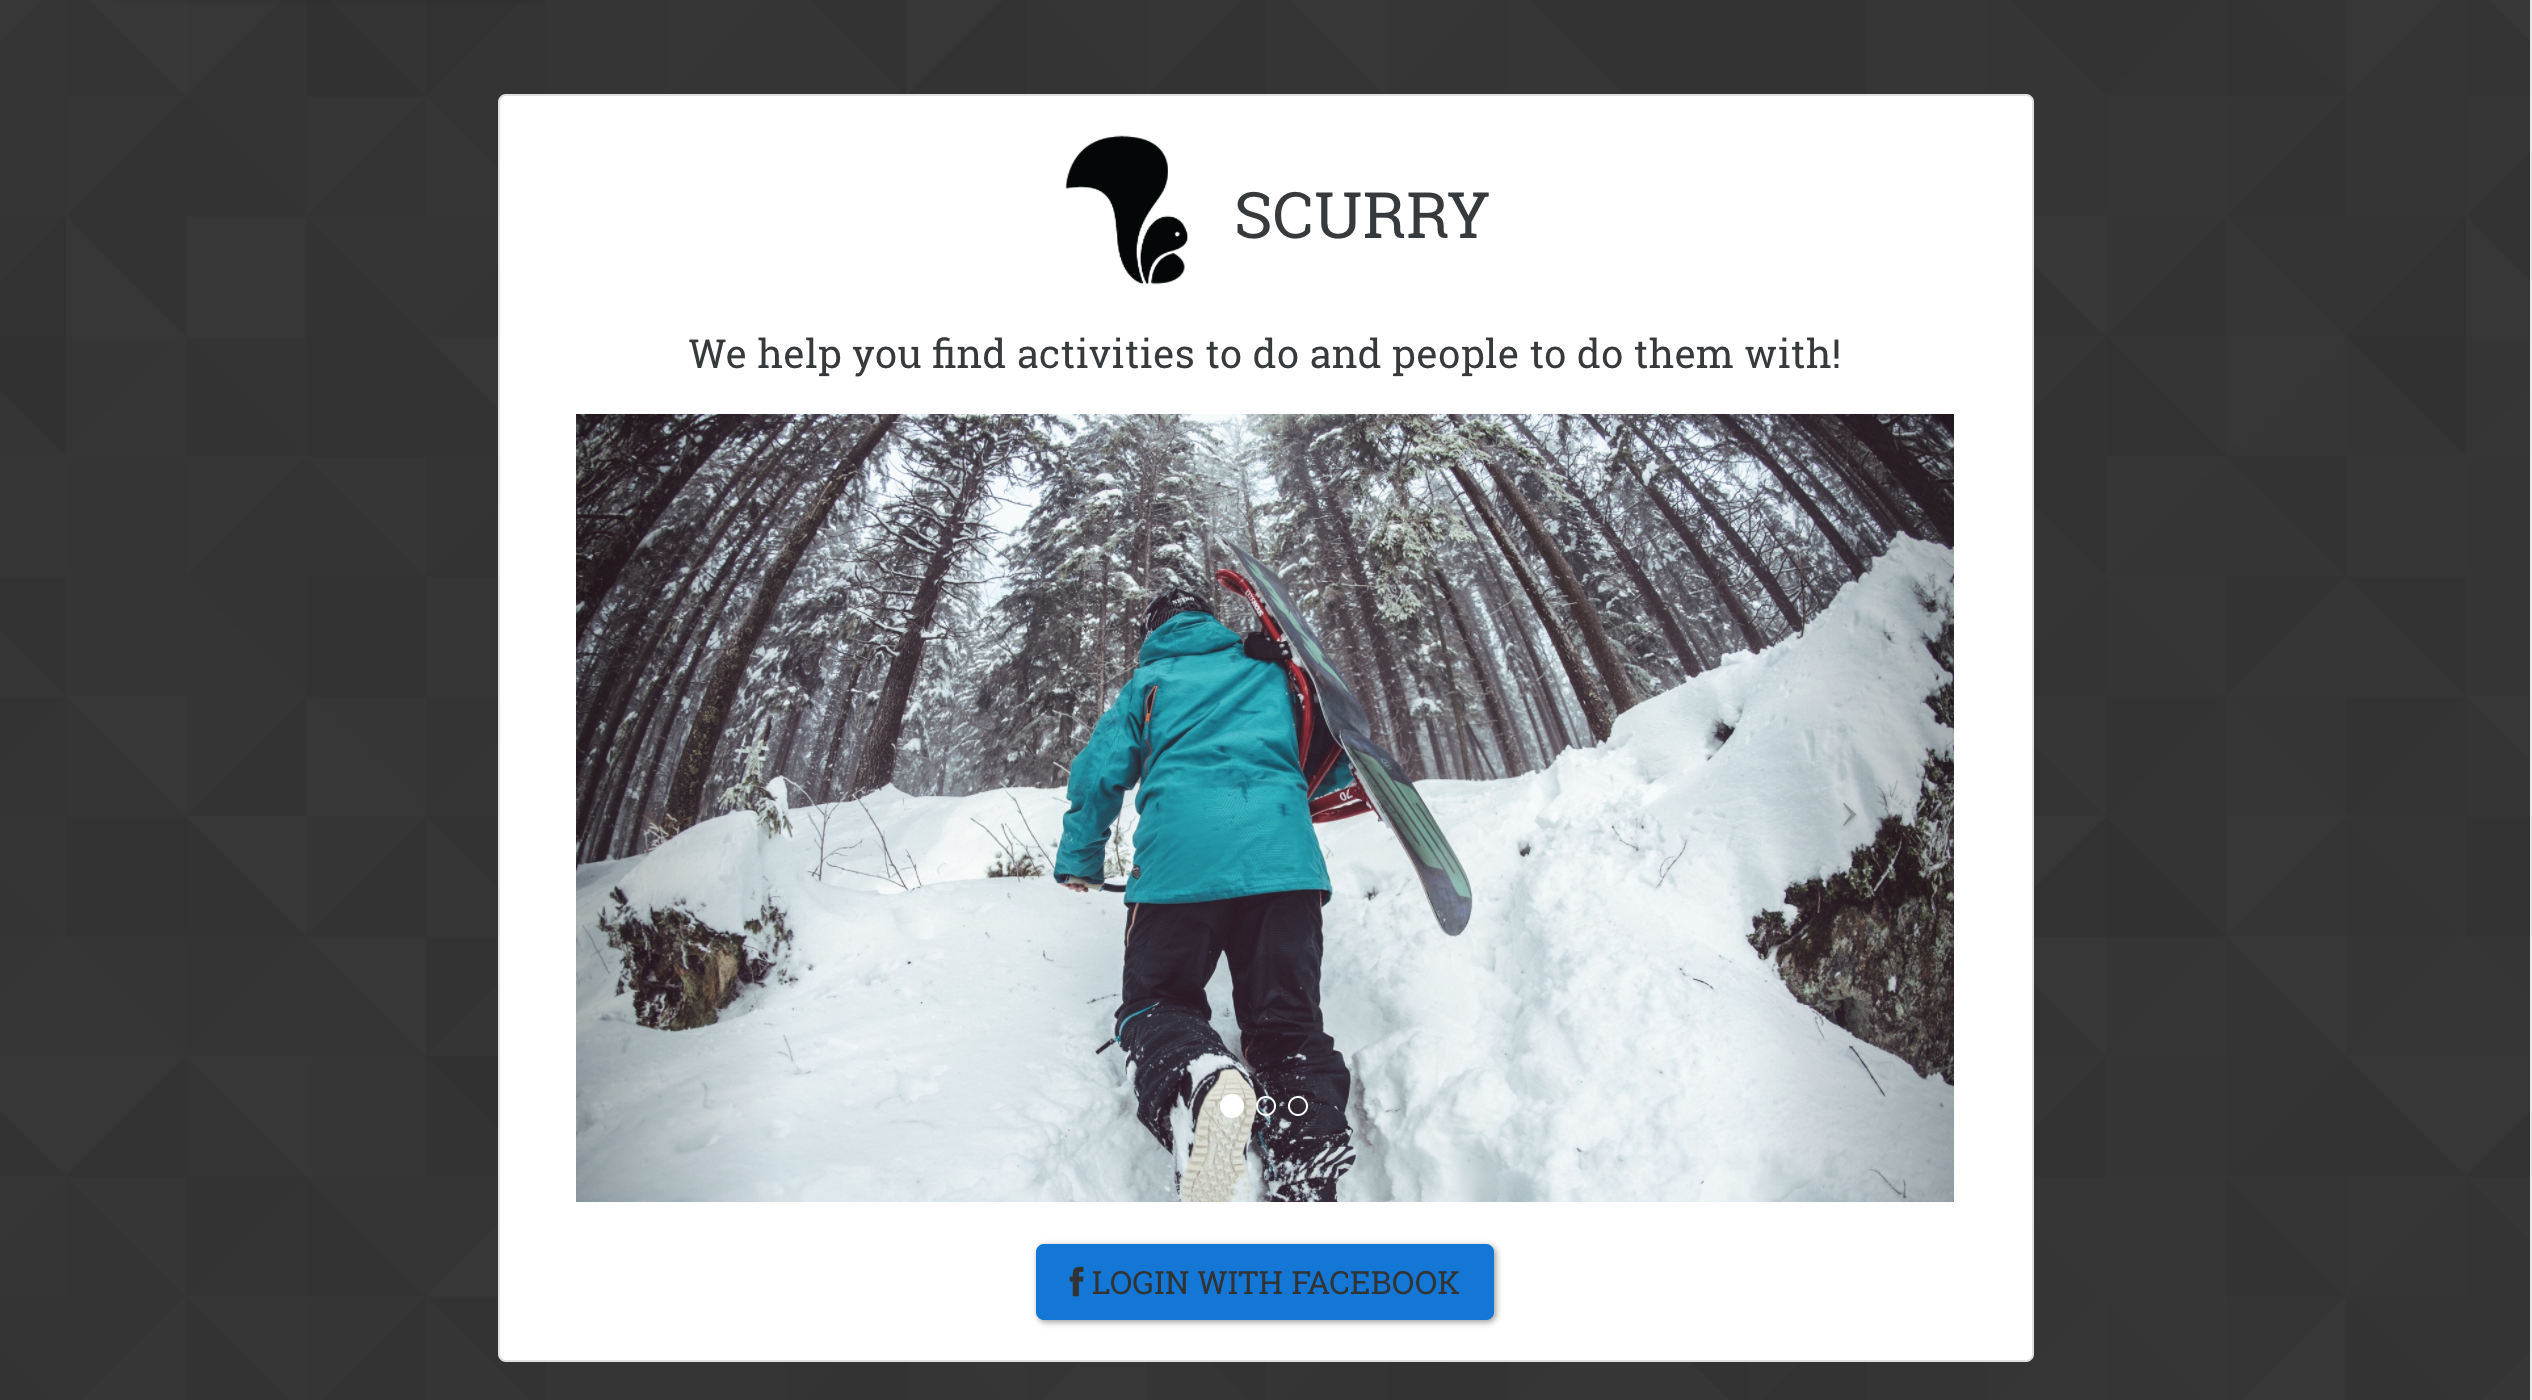 SCURRY
We help you find activities to do and people to do them with!
LOGIN WITH FACEBOOK